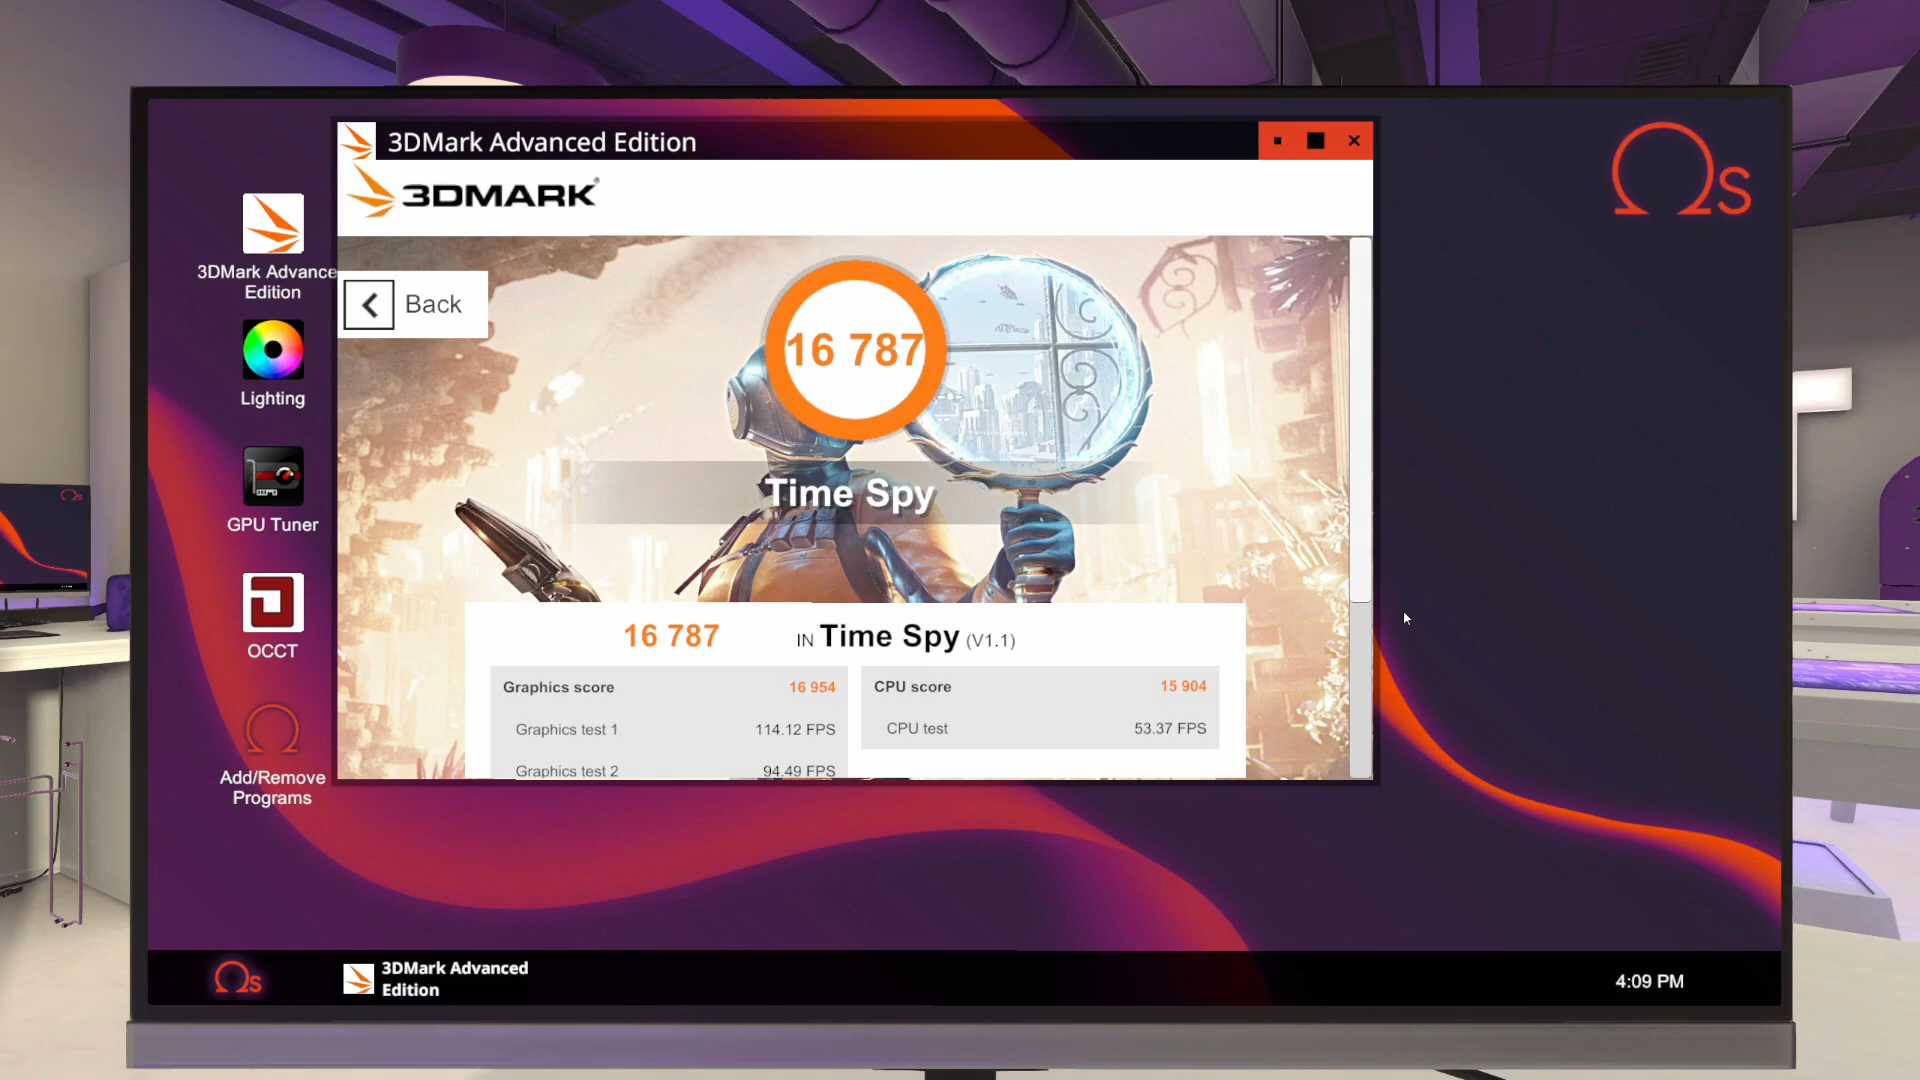 3DMark Advanced Edition
3DMARK
Ωs
3DMark Advance
Edition
Back
16 787
Lighting
Time Spy
GPU Tuner
16 787 IN Time Spy (V1.1)
OCCT
Graphics score 16 954
CPU score 15 904
Graphics test 1 114.12 FPS
CPU test 53.37 FPS
Graphics test 2 94.49 FPS
Add/Remove
Programs
Ωs
3DMark Advanced
Edition
4:09 PM